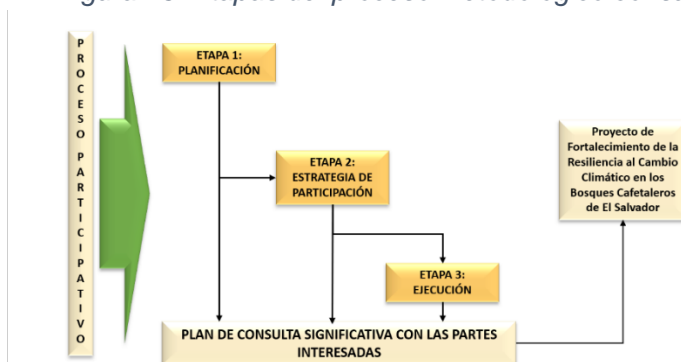 PROCESO PARTICIPATIVO
ETAPA 1:
PLANIFICACIÓN
ETAPA 2:
ESTRATEGIA DE
PARTICIPACIÓN
ETAPA 3:
EJECUCIÓN
PLAN DE CONSULTA SIGNIFICATIVA CON LAS PARTES
INTERESADAS
Proyecto de
Fortalecimiento de la
Resiliencia al Cambio
Climático en los
Bosques Cafetaleros
de El Salvador